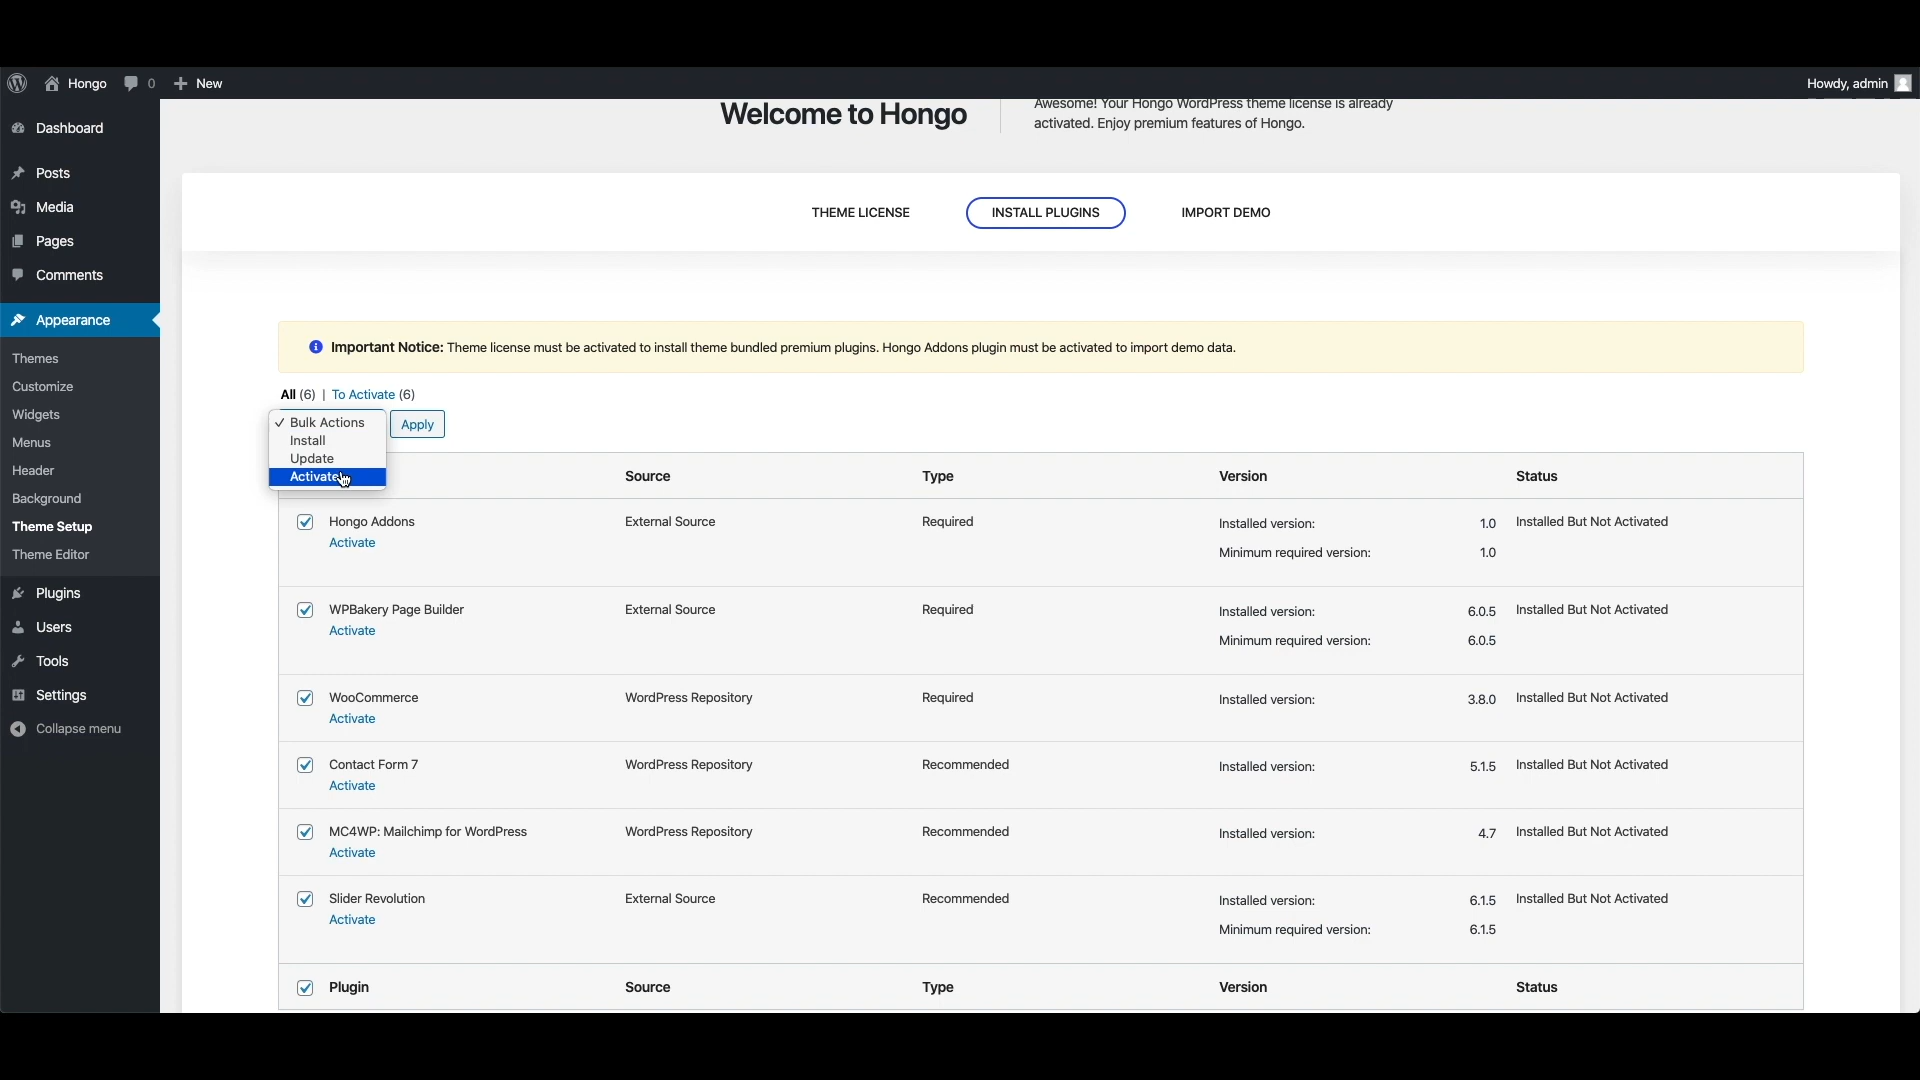 Hongo 0 New Howdy, admin
Dashboard
Posts
Media
Pages
Comments
Appearance
Themes
Customize
Widgets
Menus
Header
Background
Theme Setup
Theme Editor
Plugins
Users
Tools
Settings
Collapse menu
Welcome to Hongo
Awesome! Your Hongo WordPress theme license is already
activated. Enjoy premium features of Hongo.
THEME LICENSE INSTALL PLUGINS IMPORT DEMO
Important Notice: Theme license must be activated to install theme bundled premium plugins. Hongo Addons plugin must be activated to import demo data.
All (6) | To Activate (6)
Bulk Actions Apply
Install
Update
Activate
Source Type Version Status
Hongo Addons External Source Required Installed version: 1.0 Installed But Not Activated
Activate
Minimum required version: 1.0
WPBakery Page Builder External Source Required Installed version: 6.0.5 Installed But Not Activated
Activate
Minimum required version: 6.0.5
WooCommerce WordPress Repository Required Installed version: 3.8.0 Installed But Not Activated
Activate
Contact Form 7 WordPress Repository Recommended Installed version: 5.1.5 Installed But Not Activated
Activate
MC4WP: Mailchimp for WordPress WordPress Repository Recommended Installed version: 4.7 Installed But Not Activated
Activate
Slider Revolution External Source Recommended Installed version: 6.1.5 Installed But Not Activated
Activate
Minimum required version: 6.1.5
Plugin Source Type Version Status